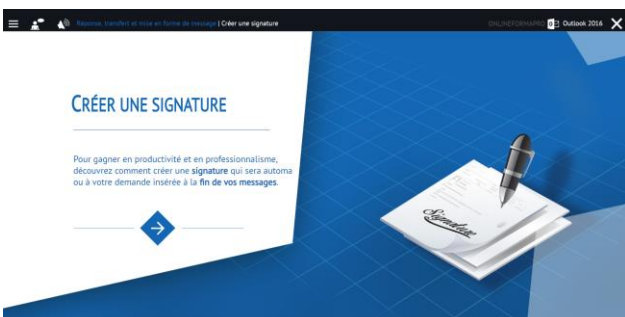 Réponse, transfert et mise en forme de message | Créer une signature
ONLINEFORMAPRO Outlook 2016
CRÉER UNE SIGNATURE
Pour gagner en productivité et en professionnalisme,
découvrez comment créer une signature qui sera automa
ou à votre demande insérée à la fin de vos messages.
Signature